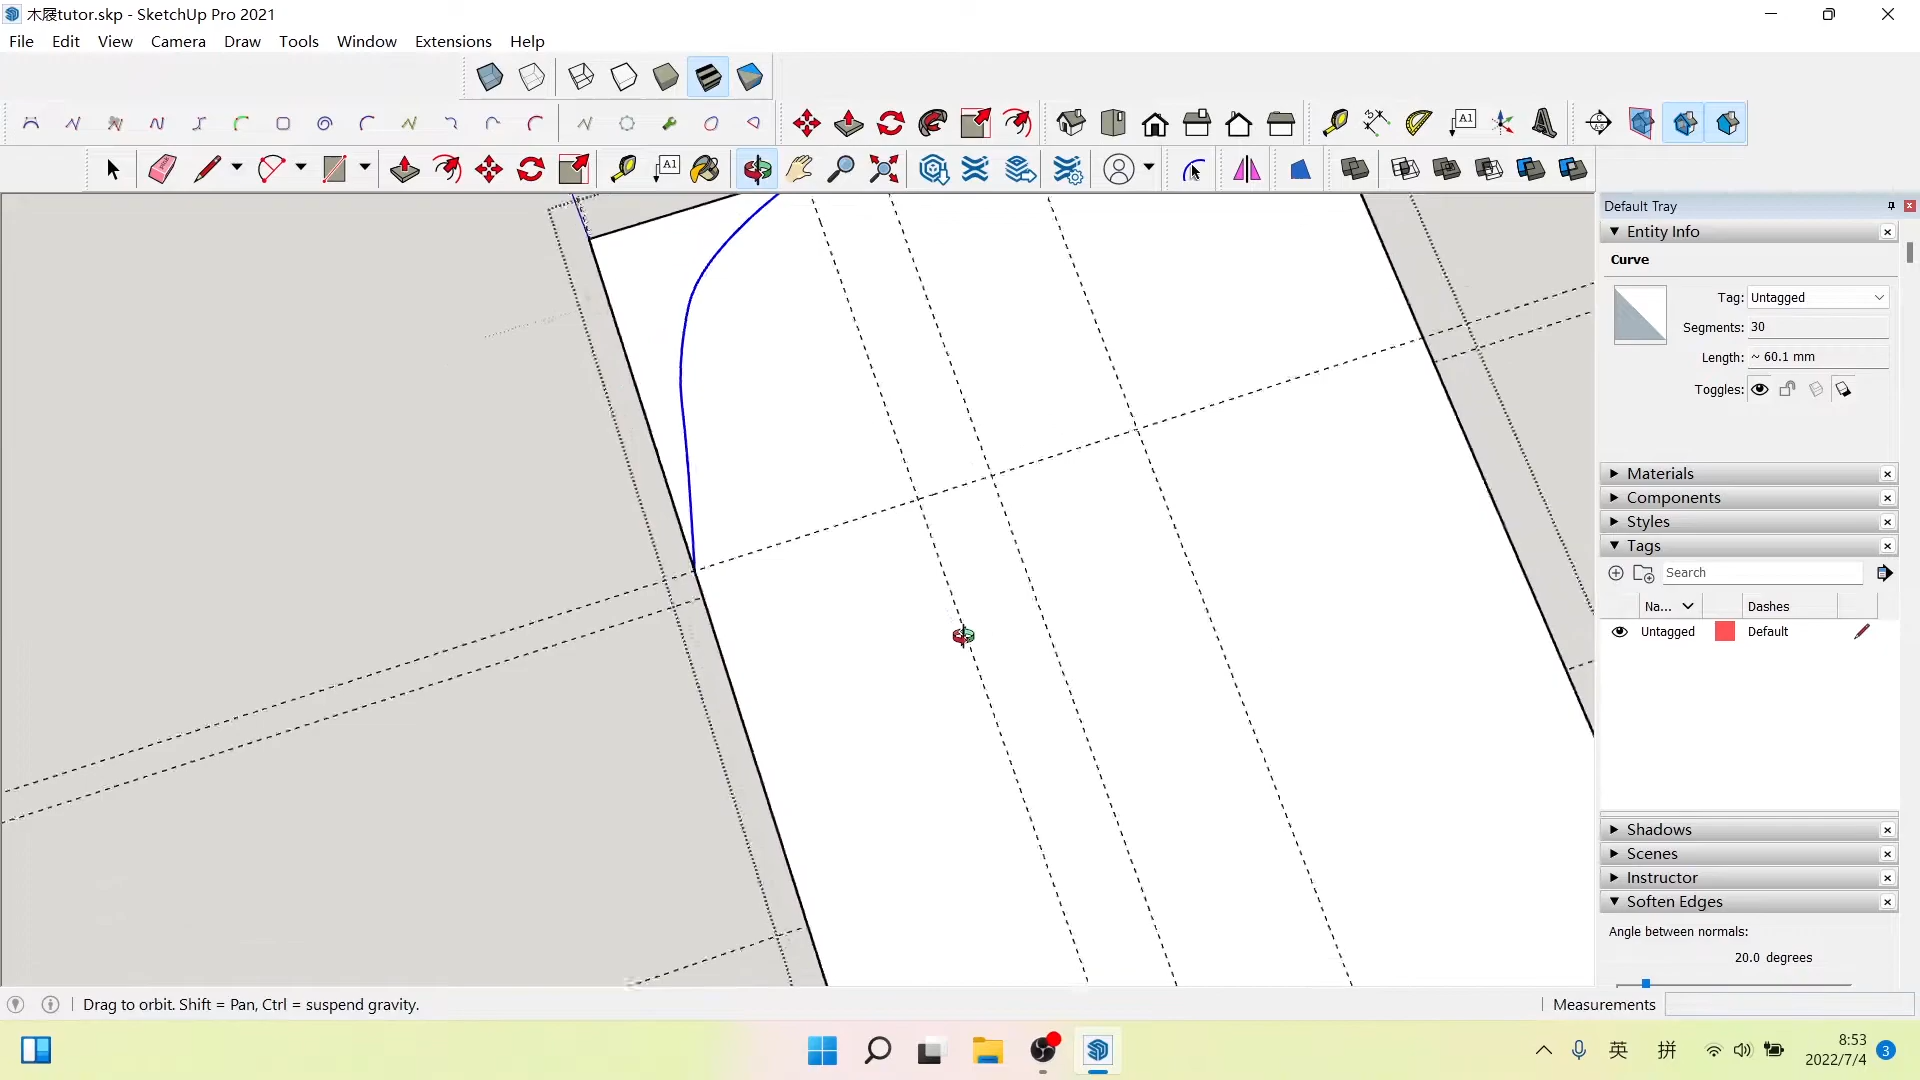 木屐tutor.skp - SketchUp Pro 2021
File Edit View Camera Draw Tools Window Extensions Help
A1
A1
Default Tray
Entity Info
Curve
Tag: Untagged
Segments: 30
Length: ~ 60.1 mm
Toggles:
Materials
Components
Styles
Tags
Search
Na... Dashes
Untagged Default
Shadows
Scenes
Instructor
Soften Edges
Angle between normals:
20.0 degrees
Drag to orbit. Shift = Pan, Ctrl = suspend gravity.
Measurements
英 拼
8:53
2022/7/4
3